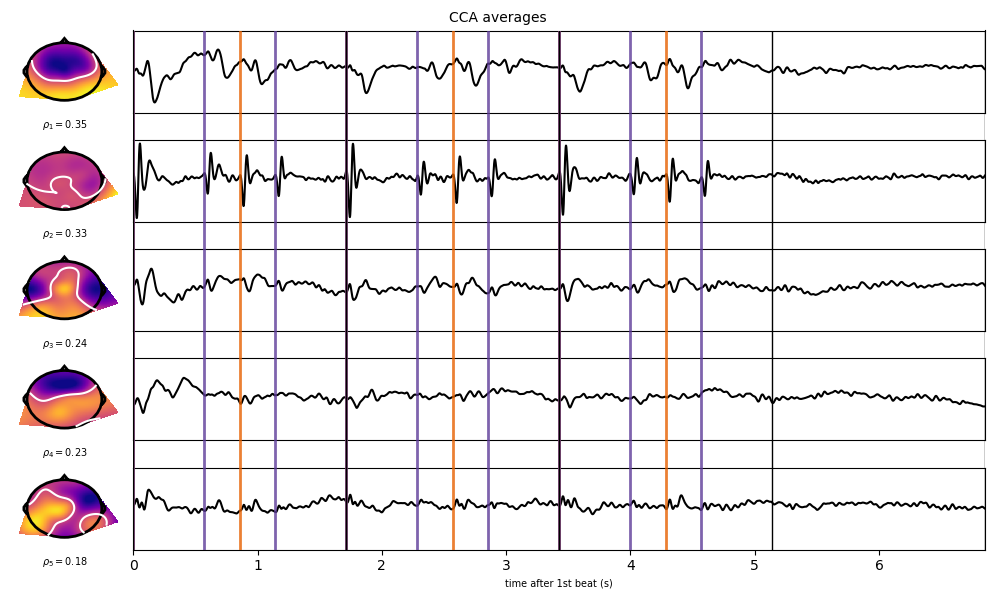 CCA averages
ρ₁ = 0.35
ρ₂ = 0.33
ρ₃ = 0.24
ρ₄ = 0.23
ρ₅ = 0.18
0 1 2 3 4 5 6
time after 1st beat (s)